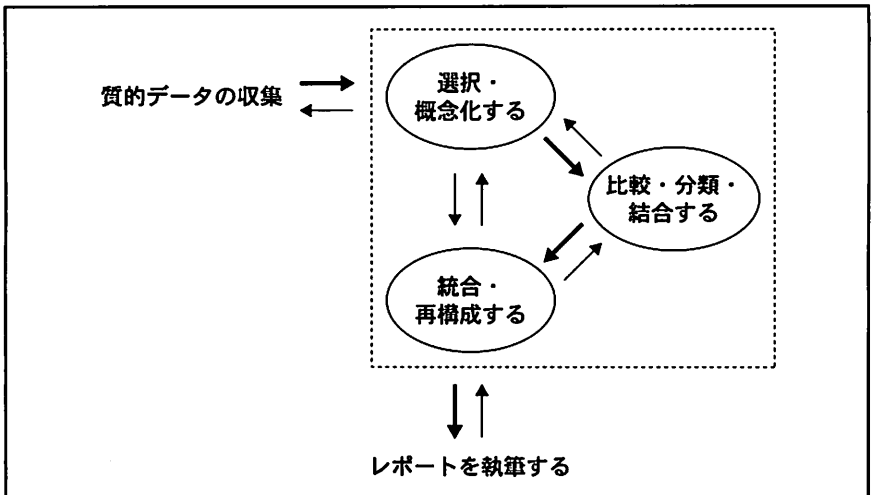 質的データの収集
選択・
概念化する
比較・分類・
結合する
統合・
再構成する
レポートを執筆する